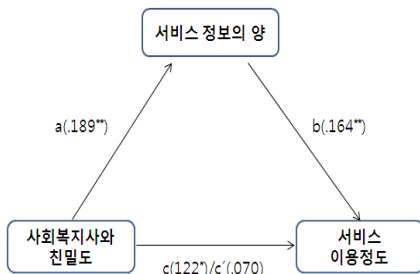 서비스 정보의 양
a(.189**)
b(.164**)
사회복지사와
친밀도
서비스
이용정도
c(122*)/c´(.070)